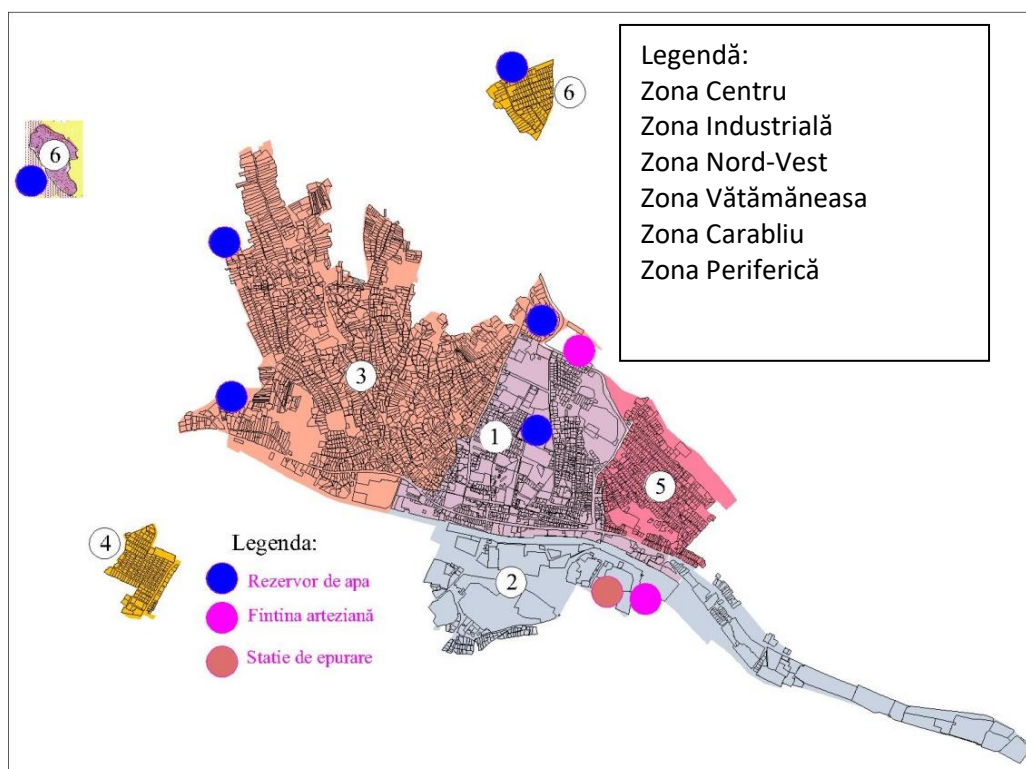 Legendă:
Zona Centru
Zona Industrială
Zona Nord-Vest
Zona Vătămăneasa
Zona Carabliu
Zona Periferică
6
6
3
1
5
4
2
Legenda:
Rezervor de apa
Fintina arteziană
Statie de epurare